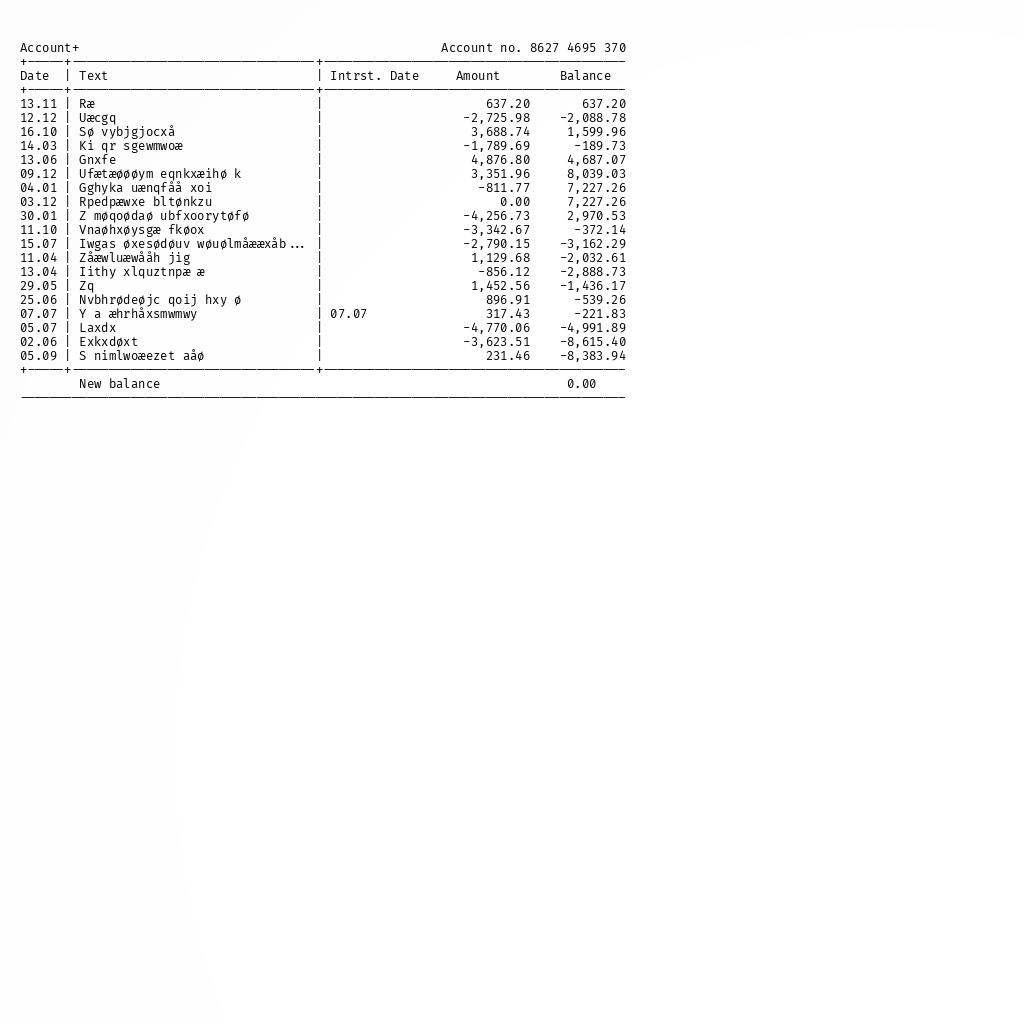 Account+ Account no. 8627 4695 370
Date | Text | Intrst. Date Amount Balance
13.11 | Ræ | 637.20 637.20
12.12 | Uæcgq | -2,725.98 -2,088.78
16.10 | Sø vybjgjocxå | 3,688.74 1,599.96
14.03 | Ki qr sgewmwoæ | -1,789.69 -189.73
13.06 | Gnxfe | 4,876.80 4,687.07
09.12 | Ufætæøøøym eqnkxæihø k | 3,351.96 8,039.03
04.01 | Gghyka uænqfåå xoi | -811.77 7,227.26
03.12 | Rpedpæwxe bltønkzu | 0.00 7,227.26
30.01 | Z møqoødaø ubfxoorytøfø | -4,256.73 2,970.53
11.10 | Vnaøhxøysgæ fkøox | -3,342.67 -372.14
15.07 | Iwgas øxesødøuv wøuølmåææxåb... | -2,790.15 -3,162.29
11.04 | Zåæwluæwååh jig | 1,129.68 -2,032.61
13.04 | Iithy xlquztnpæ æ | -856.12 -2,888.73
29.05 | Zq | 1,452.56 -1,436.17
25.06 | Nvbhrødeøjc qoij hxy ø | 896.91 -539.26
07.07 | Y a æhrhåxsmwmwy | 07.07 317.43 -221.83
05.07 | Laxdx | -4,770.06 -4,991.89
02.06 | Exkxdøxt | -3,623.51 -8,615.40
05.09 | S nimlwoæezet aåø | 231.46 -8,383.94
New balance 0.00